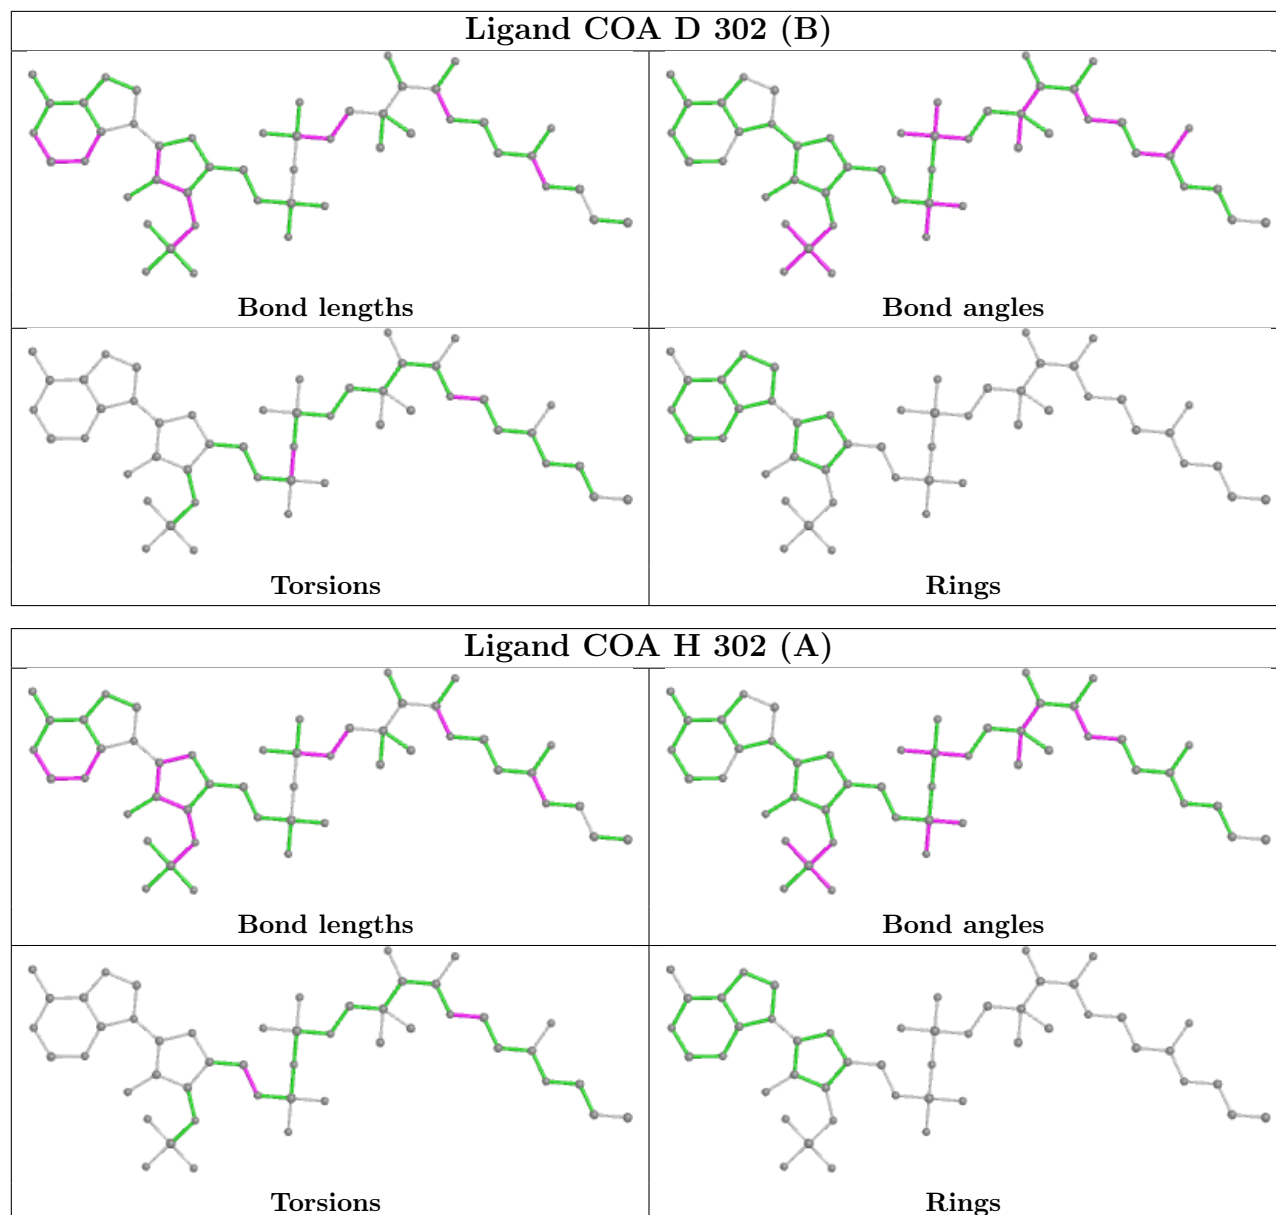 Ligand COA D 302 (B)
Bond lengths
Bond angles
Torsions
Rings
Ligand COA H 302 (A)
Bond lengths
Bond angles
Torsions
Rings